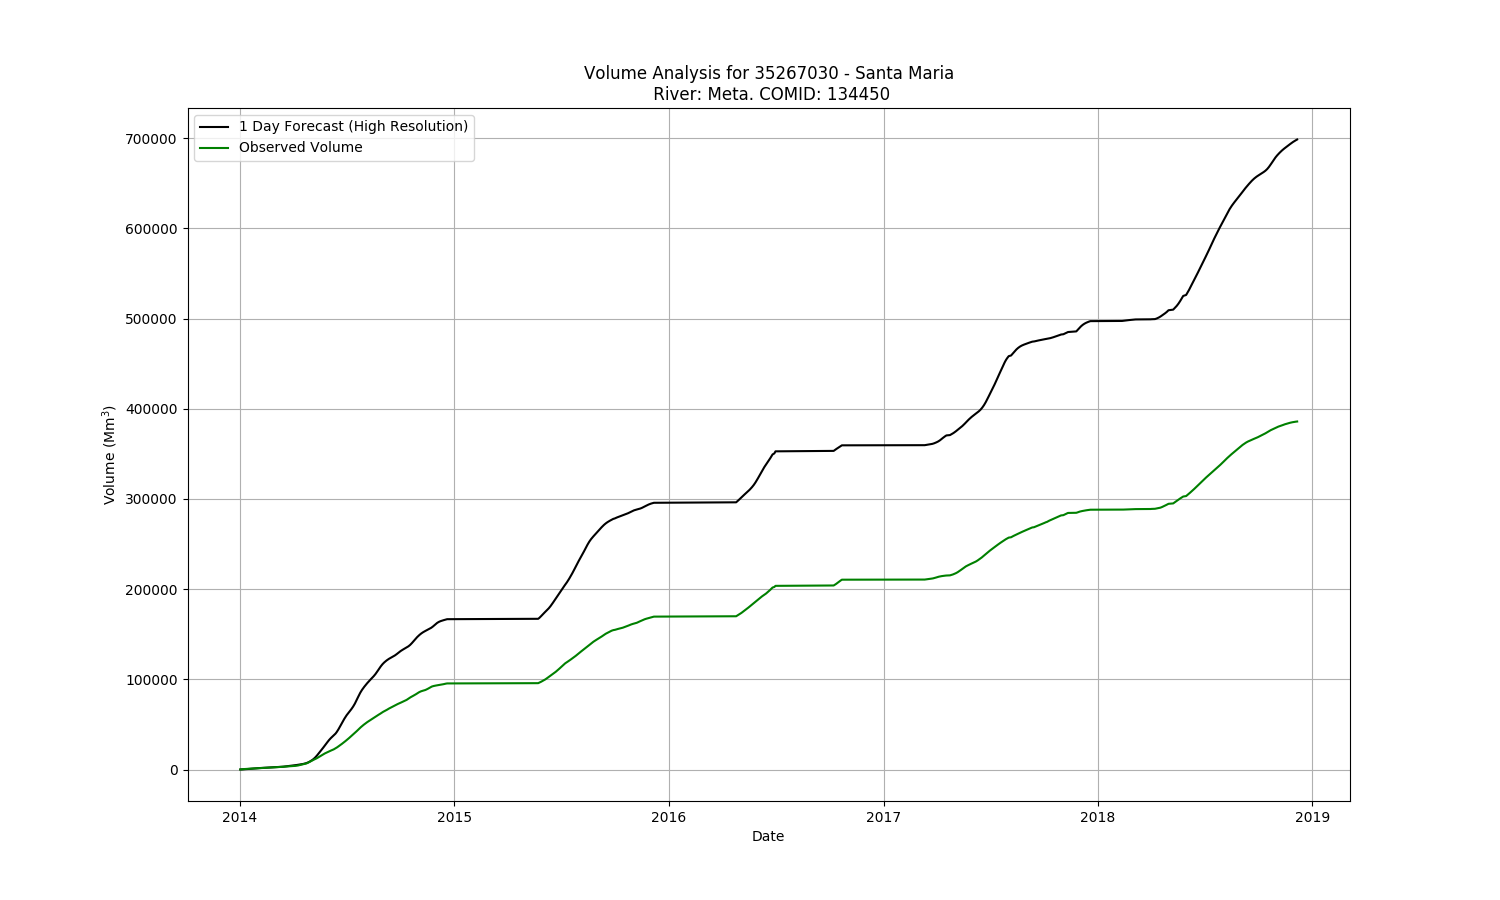 Volume Analysis for 35267030 - Santa Maria
River: Meta. COMID: 134450
1 Day Forecast (High Resolution)
Observed Volume
700000
600000
500000
400000
300000
200000
100000
0
Volume (Mm³)
2014 2015 2016 2017 2018 2019
Date